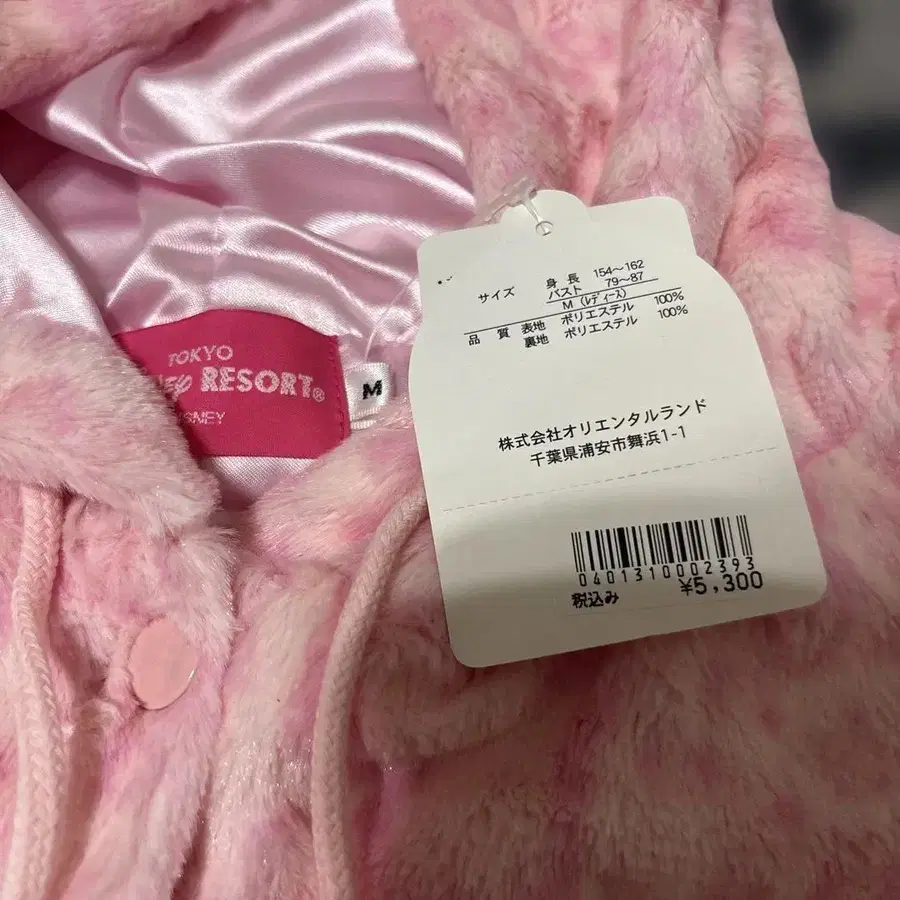 TOKYO
RESORT®
M
サイズ 身長 154～162
バスト 79～87
M (レディース)
品質 表地 ポリエステル 100%
裏地 ポリエステル 100%
株式会社オリエンタルランド
千葉県浦安市舞浜1-1
0401310002393
税込み ¥5,300